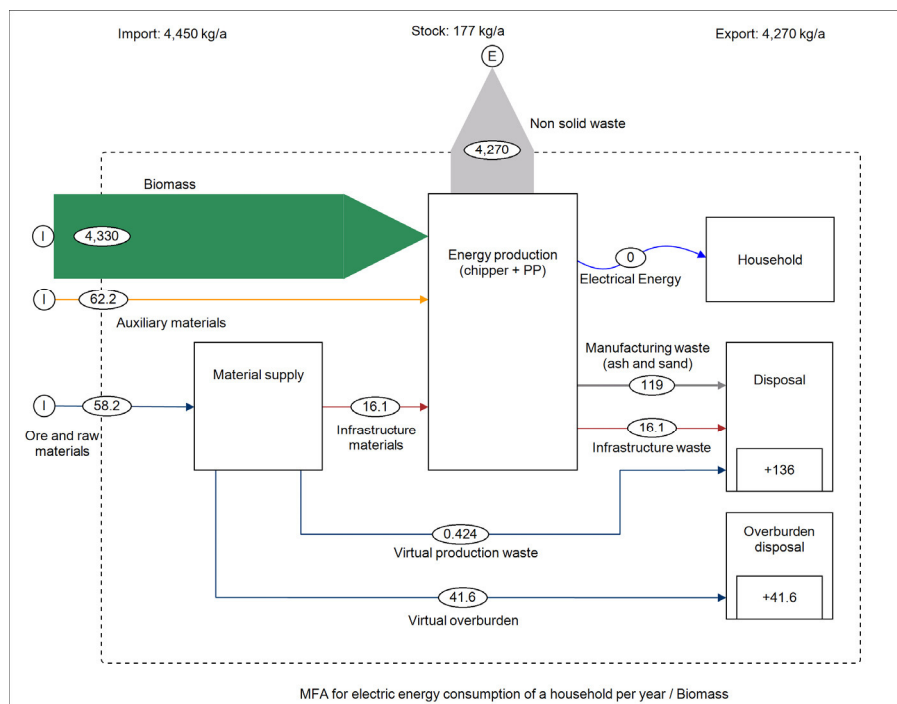 Import: 4,450 kg/a
Stock: 177 kg/a
Export: 4,270 kg/a
E
Non solid waste
4,270
Biomass
I
4,330
Energy production
(chipper + PP)
0
Electrical Energy
Household
I
62.2
Auxiliary materials
Manufacturing waste
(ash and sand)
119
Disposal
Material supply
I
58.2
Ore and raw
materials
16.1
Infrastructure
materials
16.1
Infrastructure waste
+136
0.424
Virtual production waste
Overburden
disposal
41.6
Virtual overburden
+41.6
MFA for electric energy consumption of a household per year / Biomass